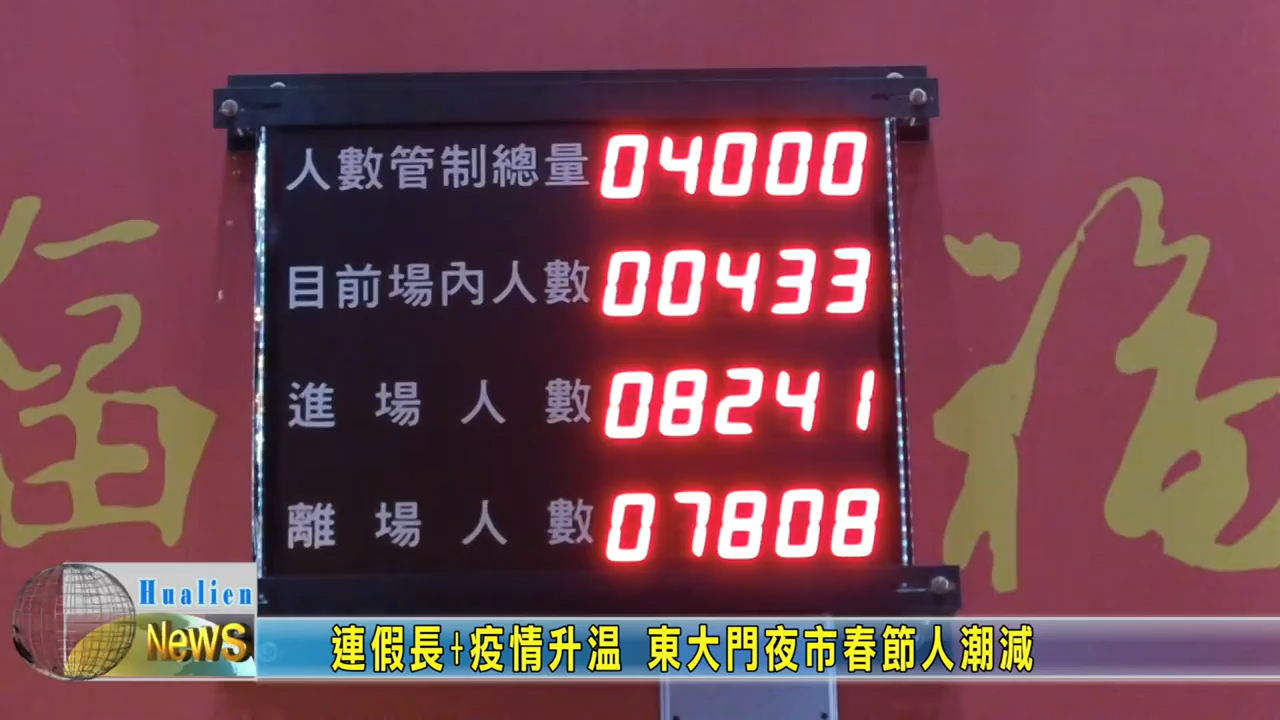 人數管制總量 04000
目前場內人數 00433
進場人數 08241
離場人數 07808
福
Hualien
News
連假長+疫情升溫 東大門夜市春節人潮減